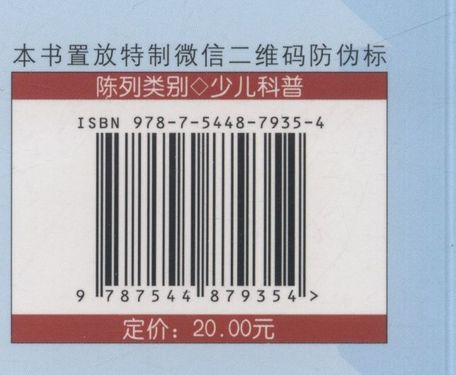 本书置放特制微信二维码防伪标
陈列类别◇少儿科普
ISBN 978-7-5448-7935-4
9 787544 879354 >
定价：20.00元